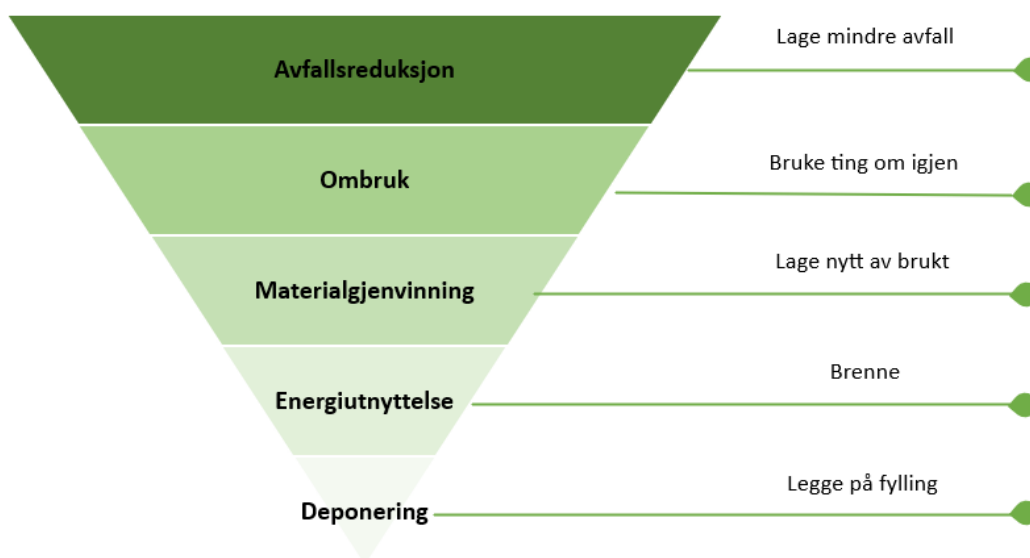 Avfallsreduksjon
Lage mindre avfall
Ombruk
Bruke ting om igjen
Materialgjenvinning
Lage nytt av brukt
Energiutnyttelse
Brenne
Deponering
Legge på fylling